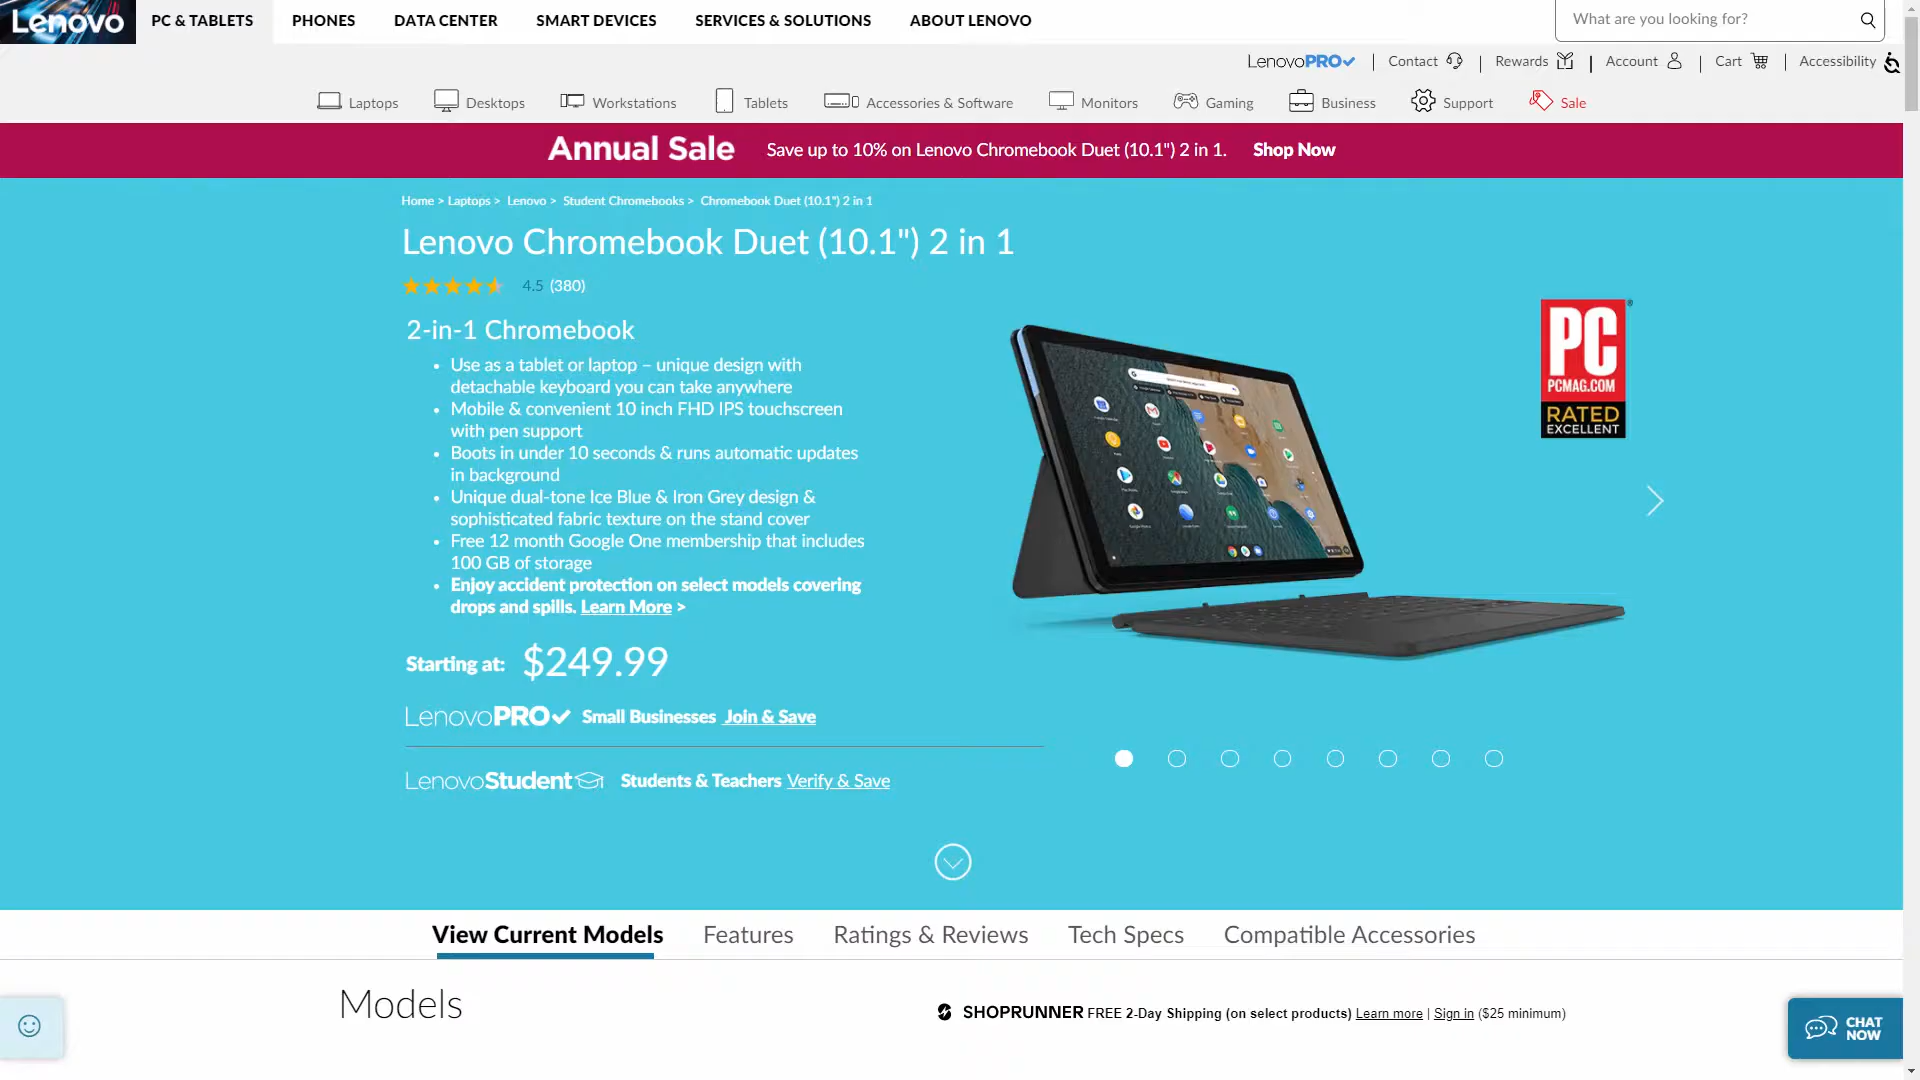 Lenovo
PC & TABLETS
PHONES
DATA CENTER
SMART DEVICES
SERVICES & SOLUTIONS
ABOUT LENOVO
What are you looking for?
LenovoPRO
Contact
Rewards
Account
Cart
Accessibility
Laptops
Desktops
Workstations
Tablets
Accessories & Software
Monitors
Gaming
Business
Support
Sale
Annual Sale Save up to 10% on Lenovo Chromebook Duet (10.1") 2 in 1. Shop Now
Home > Laptops > Lenovo > Student Chromebooks > Chromebook Duet (10.1") 2 in 1
Lenovo Chromebook Duet (10.1") 2 in 1
4.5 (380)
2-in-1 Chromebook
• Use as a tablet or laptop – unique design with
detachable keyboard you can take anywhere
• Mobile & convenient 10 inch FHD IPS touchscreen
with pen support
• Boots in under 10 seconds & runs automatic updates
in background
• Unique dual-tone Ice Blue & Iron Grey design &
sophisticated fabric texture on the stand cover
• Free 12 month Google One membership that includes
100 GB of storage
• Enjoy accident protection on select models covering
drops and spills. Learn More >
PC®
PCMAG.COM
RATED
EXCELLENT
Starting at: $249.99
LenovoPRO Small Businesses Join & Save
LenovoStudent Students & Teachers Verify & Save
View Current Models
Features
Ratings & Reviews
Tech Specs
Compatible Accessories
Models
SHOPRUNNER FREE 2-Day Shipping (on select products) Learn more | Sign in ($25 minimum)
CHAT
NOW